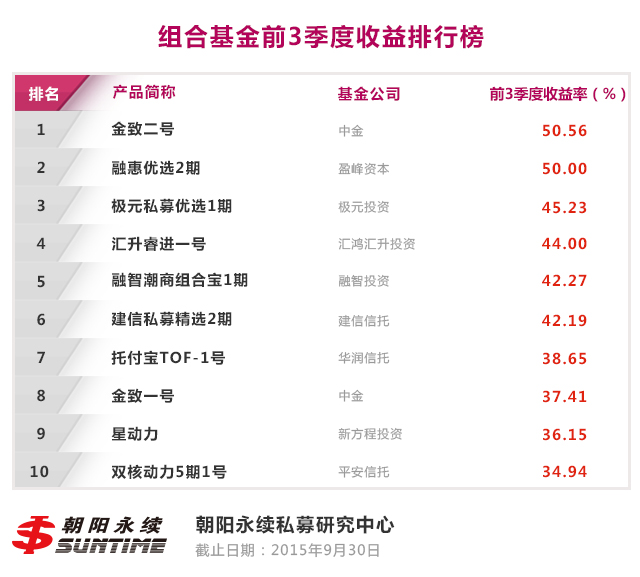 组合基金前3季度收益排行榜
排名 产品简称 基金公司 前3季度收益率(%)
1 金致二号 中金 50.56
2 融惠优选2期 盈峰资本 50.00
3 极元私募优选1期 极元投资 45.23
4 汇升睿进一号 汇鸿汇升投资 44.00
5 融智潮商组合宝1期 融智投资 42.27
6 建信私募精选2期 建信信托 42.19
7 托付宝TOF-1号 华润信托 38.65
8 金致一号 中金 37.41
9 星动力 新方程投资 36.15
10 双核动力5期1号 平安信托 34.94
朝阳永续 朝阳永续私募研究中心
SUNTIME 截止日期：2015年9月30日